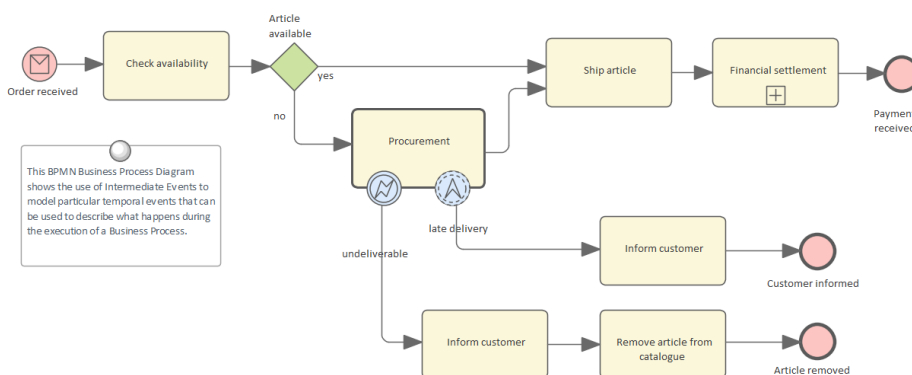 Article
available
Order received
Check availability
yes
no
Ship article
Financial settlement
Payment
received
Procurement
This BPMN Business Process Diagram
shows the use of Intermediate Events to
model particular temporal events that can
be used to describe what happens during
the execution of a Business Process.
late delivery
undeliverable
Inform customer
Customer informed
Inform customer
Remove article from
catalogue
Article removed